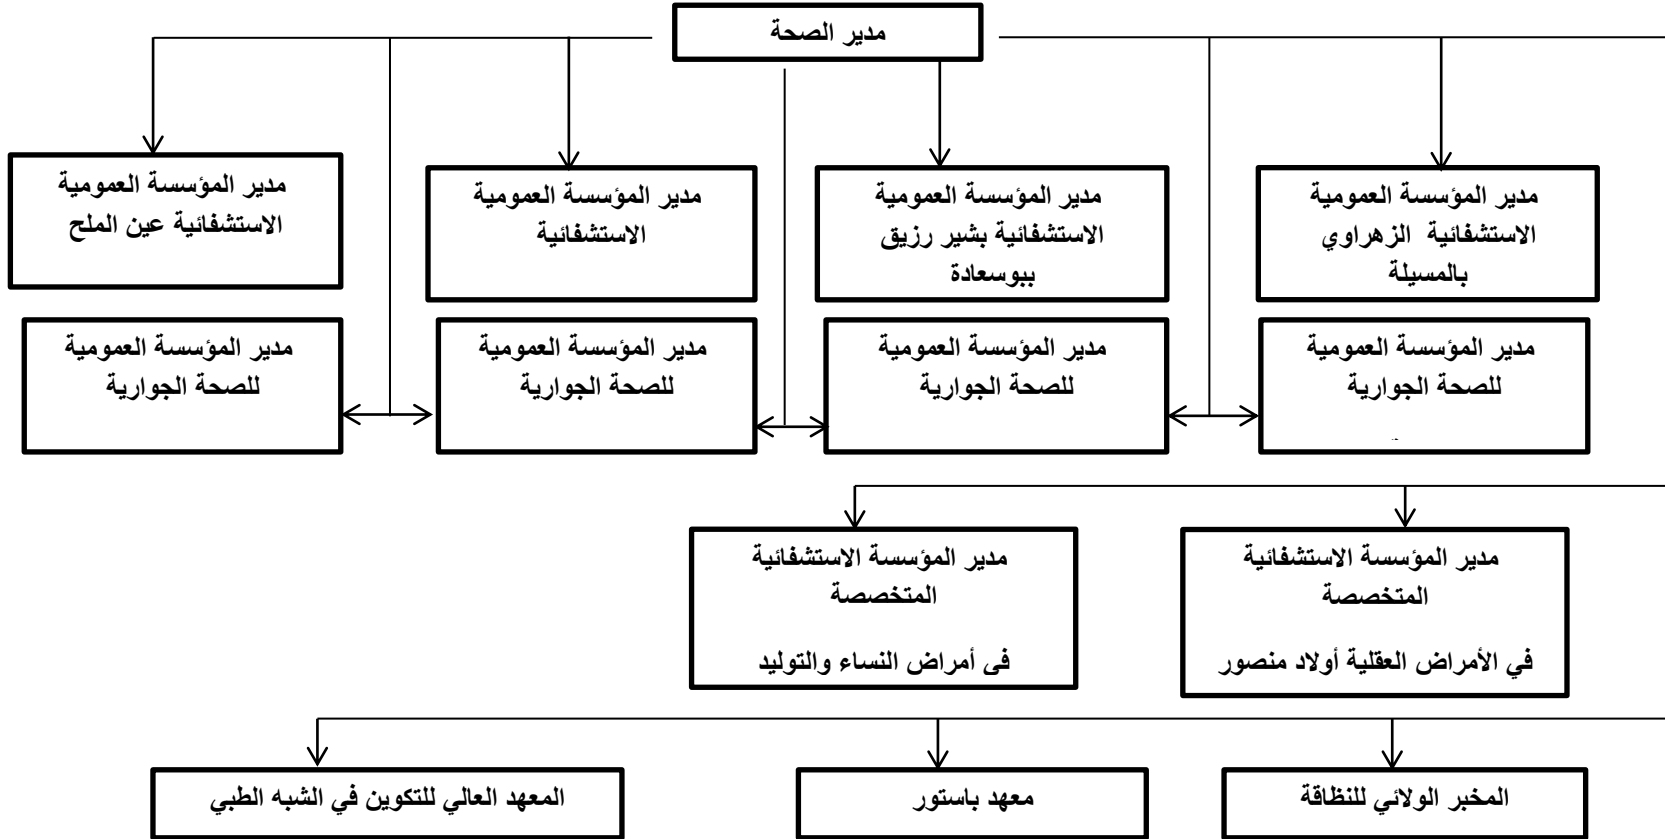 مدير الصحة
مدير المؤسسة العمومية
الاستشفائية الزهراوي
بالمسيلة
مدير المؤسسة العمومية
الاستشفائية بشير رزيق
ببوسعادة
مدير المؤسسة العمومية
الاستشفائية
مدير المؤسسة العمومية
الاستشفائية عين الملح
مدير المؤسسة العمومية
للصحة الجوارية
مدير المؤسسة العمومية
للصحة الجوارية
مدير المؤسسة العمومية
للصحة الجوارية
مدير المؤسسة العمومية
للصحة الجوارية
مدير المؤسسة الاستشفائية
المتخصصة
في الأمراض العقلية أولاد منصور
مدير المؤسسة الاستشفائية
المتخصصة
في أمراض النساء والتوليد
المخبر الولائي للنظاقة
معهد باستور
المعهد العالي للتكوين في الشبه الطبي